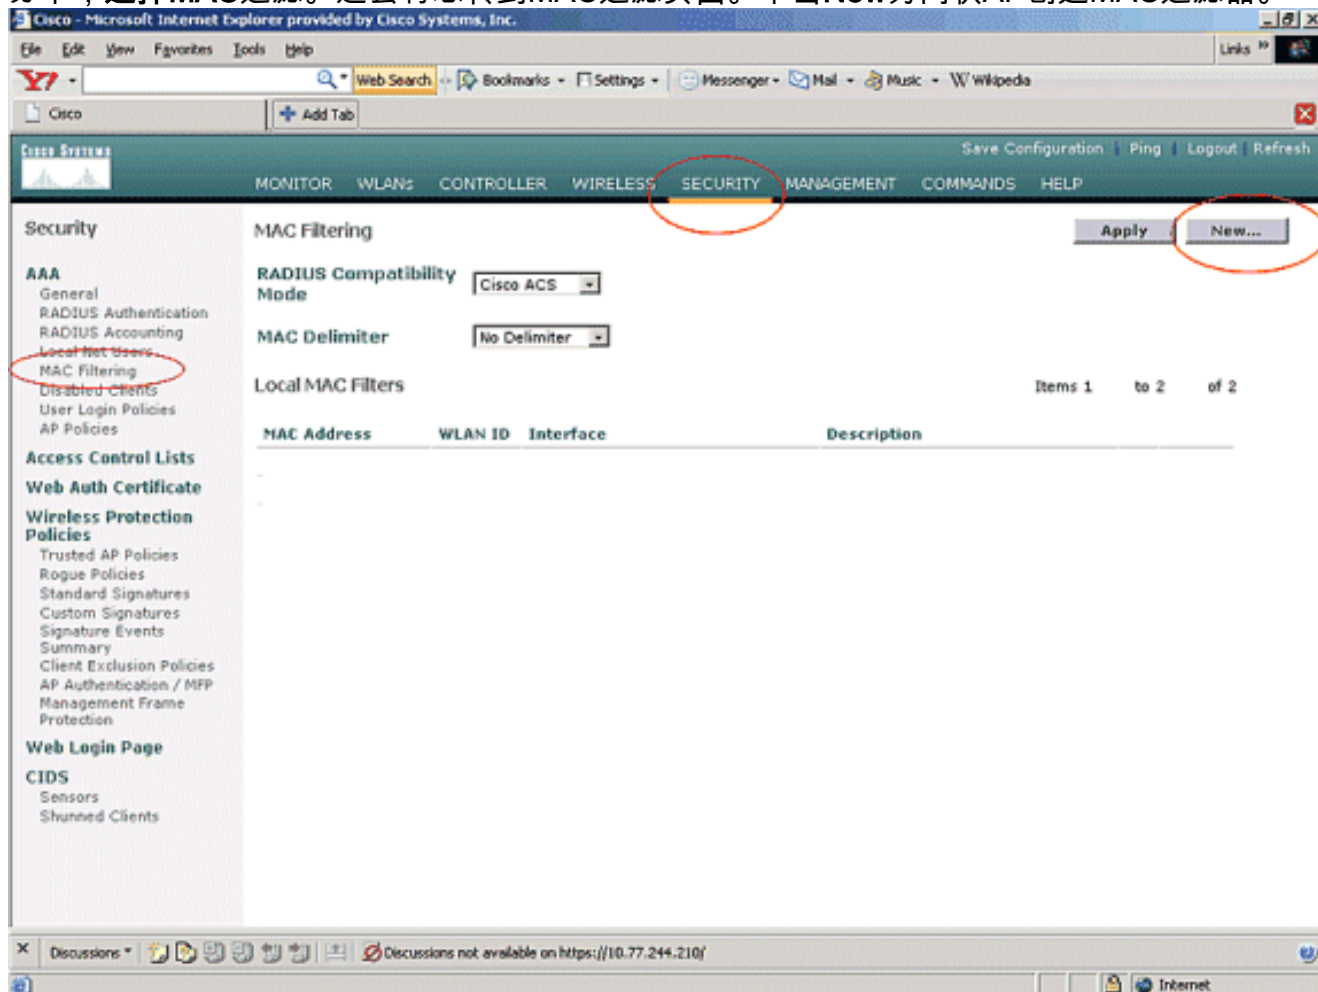 Cisco - Microsoft Internet Explorer provided by Cisco Systems, Inc.
File Edit View Favorites Tools Help
Links »
Y! Web Search Bookmarks Settings Messenger Mail Music W Wikipedia
Cisco Add Tab
CISCO SYSTEMS
Save Configuration | Ping | Logout | Refresh
MONITOR WLANs CONTROLLER WIRELESS SECURITY MANAGEMENT COMMANDS HELP
Security
AAA
General
RADIUS Authentication
RADIUS Accounting
Local Net Users
MAC Filtering
Disabled Clients
User Login Policies
AP Policies
Access Control Lists
Web Auth Certificate
Wireless Protection
Policies
Trusted AP Policies
Rogue Policies
Standard Signatures
Custom Signatures
Signature Events
Summary
Client Exclusion Policies
AP Authentication / MFP
Management Frame
Protection
Web Login Page
CIDS
Sensors
Shunned Clients
MAC Filtering
Apply New...
RADIUS Compatibility
Mode
Cisco ACS
MAC Delimiter No Delimiter
Local MAC Filters Items 1 to 2 of 2
MAC Address WLAN ID Interface Description
Discussions Discussions not available on https://10.77.244.210/
Internet